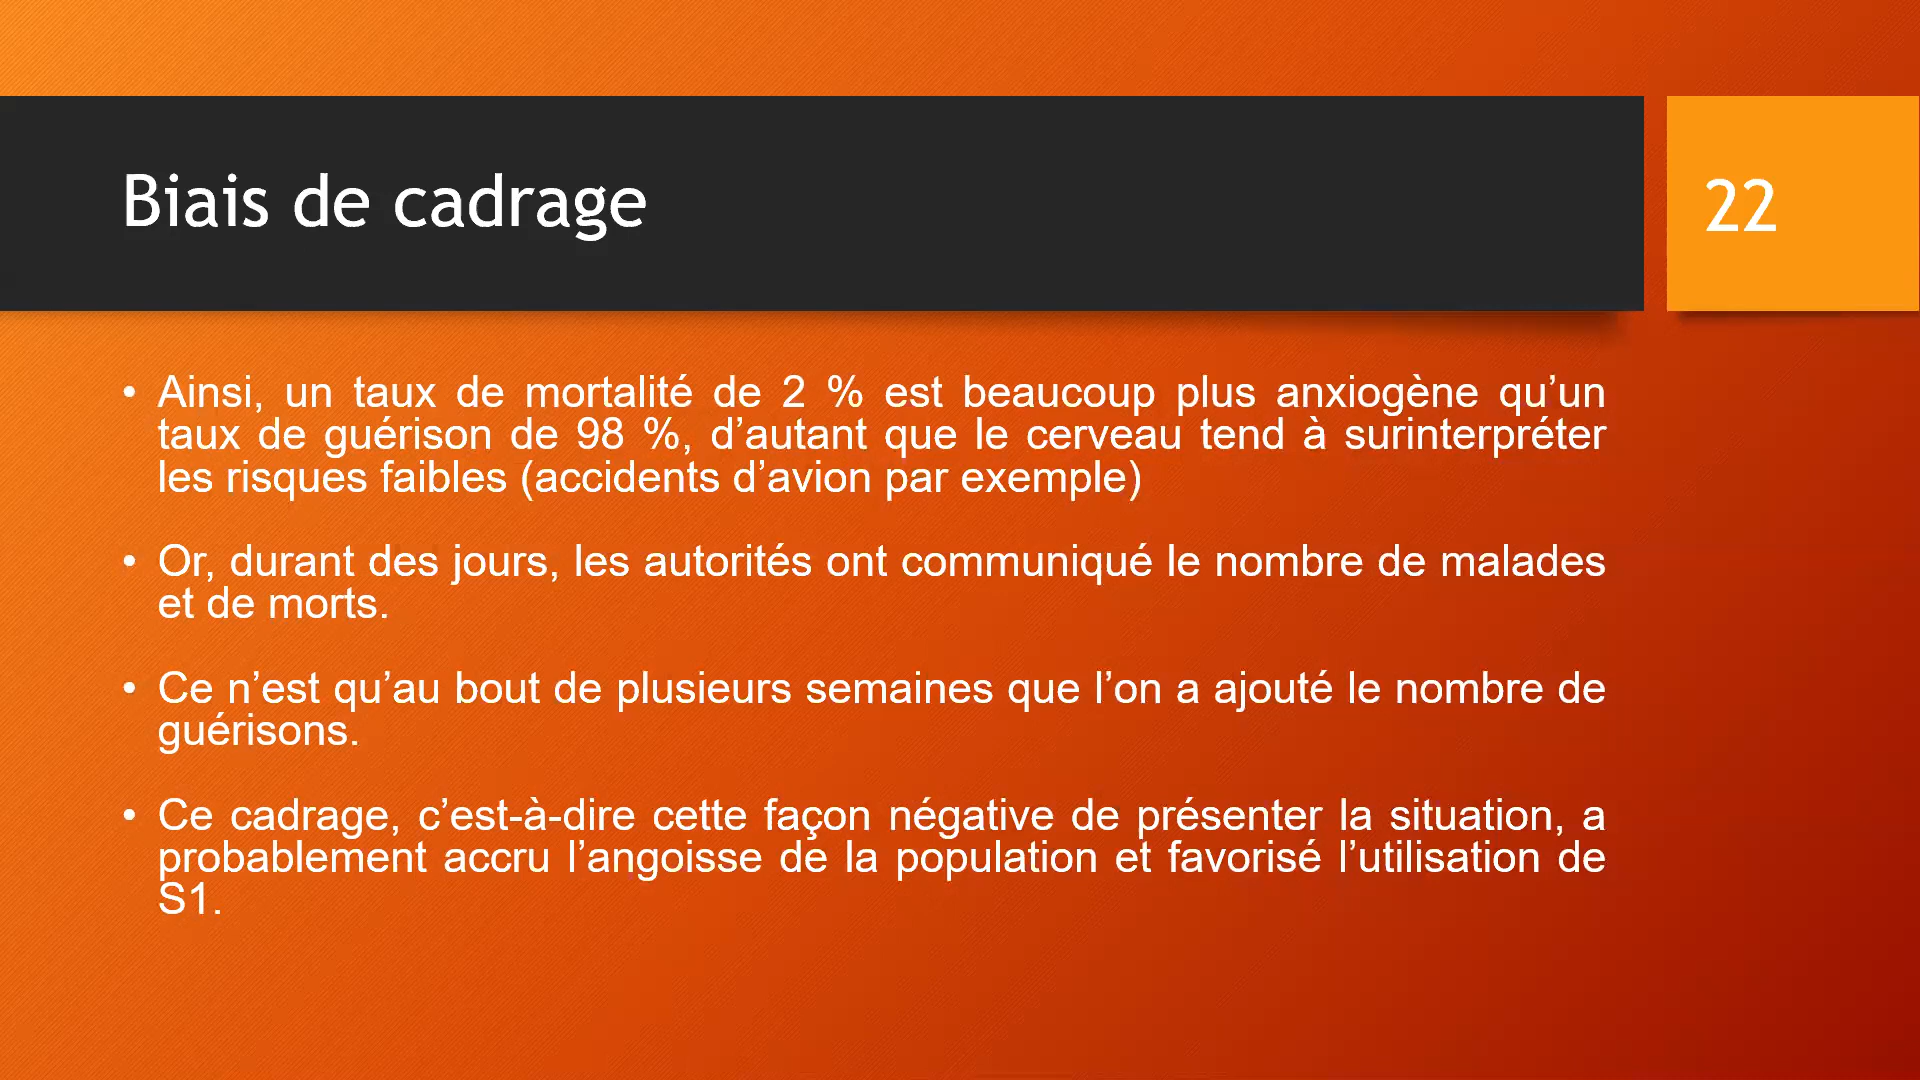 Biais de cadrage
22
• Ainsi, un taux de mortalité de 2 % est beaucoup plus anxiogène qu’un
taux de guérison de 98 %, d’autant que le cerveau tend à surinterpréter
les risques faibles (accidents d’avion par exemple)
• Or, durant des jours, les autorités ont communiqué le nombre de malades
et de morts.
• Ce n’est qu’au bout de plusieurs semaines que l’on a ajouté le nombre de
guérisons.
• Ce cadrage, c’est-à-dire cette façon négative de présenter la situation, a
probablement accru l’angoisse de la population et favorisé l’utilisation de
S1.